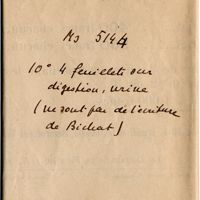 Ms 5144
10° 4 feuillets sur
digestion, urine
(ne sont pas de l'écriture
de Bichat)